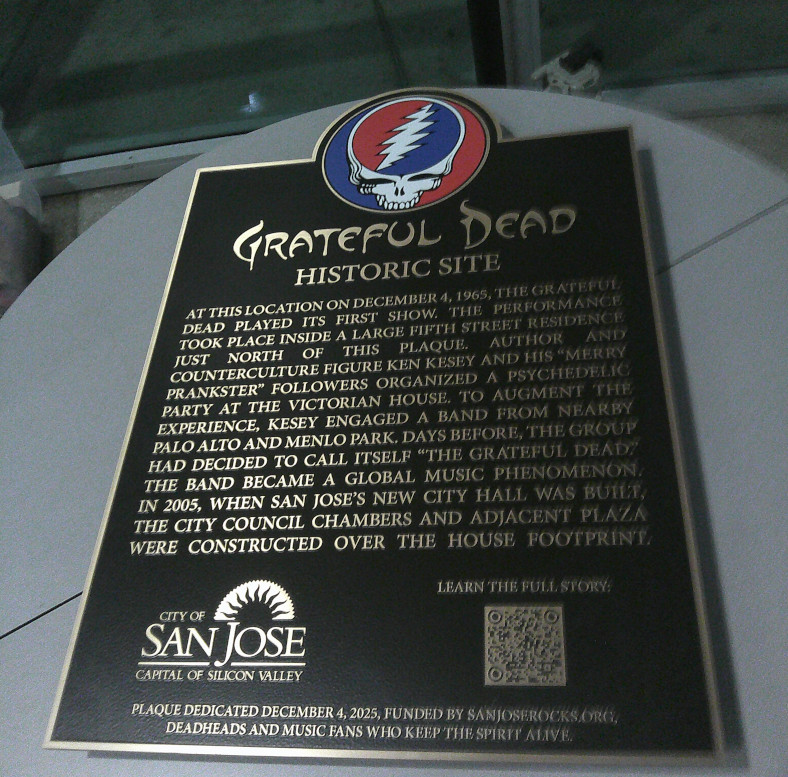 GRATEFUL DEAD
HISTORIC SITE
AT THIS LOCATION ON DECEMBER 4, 1965, THE GRATEFUL
DEAD PLAYED ITS FIRST SHOW. THE PERFORMANCE
TOOK PLACE INSIDE A LARGE FIFTH STREET RESIDENCE
JUST NORTH OF THIS PLAQUE. AUTHOR AND
COUNTERCULTURE FIGURE KEN KESEY AND HIS "MERRY
PRANKSTER" FOLLOWERS ORGANIZED A PSYCHEDELIC
PARTY AT THE VICTORIAN HOUSE. TO AUGMENT THE
EXPERIENCE, KESEY ENGAGED A BAND FROM NEARBY
PALO ALTO AND MENLO PARK. DAYS BEFORE, THE GROUP
HAD DECIDED TO CALL ITSELF "THE GRATEFUL DEAD."
THE BAND BECAME A GLOBAL MUSIC PHENOMENON.
IN 2005, WHEN SAN JOSE'S NEW CITY HALL WAS BUILT,
THE CITY COUNCIL CHAMBERS AND ADJACENT PLAZA
WERE CONSTRUCTED OVER THE HOUSE FOOTPRINT.
CITY OF
SAN JOSE
CAPITAL OF SILICON VALLEY
LEARN THE FULL STORY:
PLAQUE DEDICATED DECEMBER 4, 2025, FUNDED BY SANJOSEROCKS.ORG,
DEADHEADS AND MUSIC FANS WHO KEEP THE SPIRIT ALIVE.